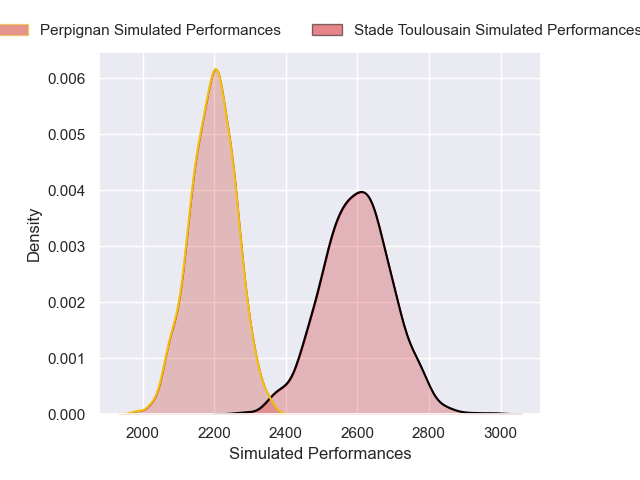 Perpignan Simulated Performances
Stade Toulousain Simulated Performances
0.006
0.005
0.004
0.003
0.002
0.001
0.000
Density
2000 2200 2400 2600 2800 3000
Simulated Performances